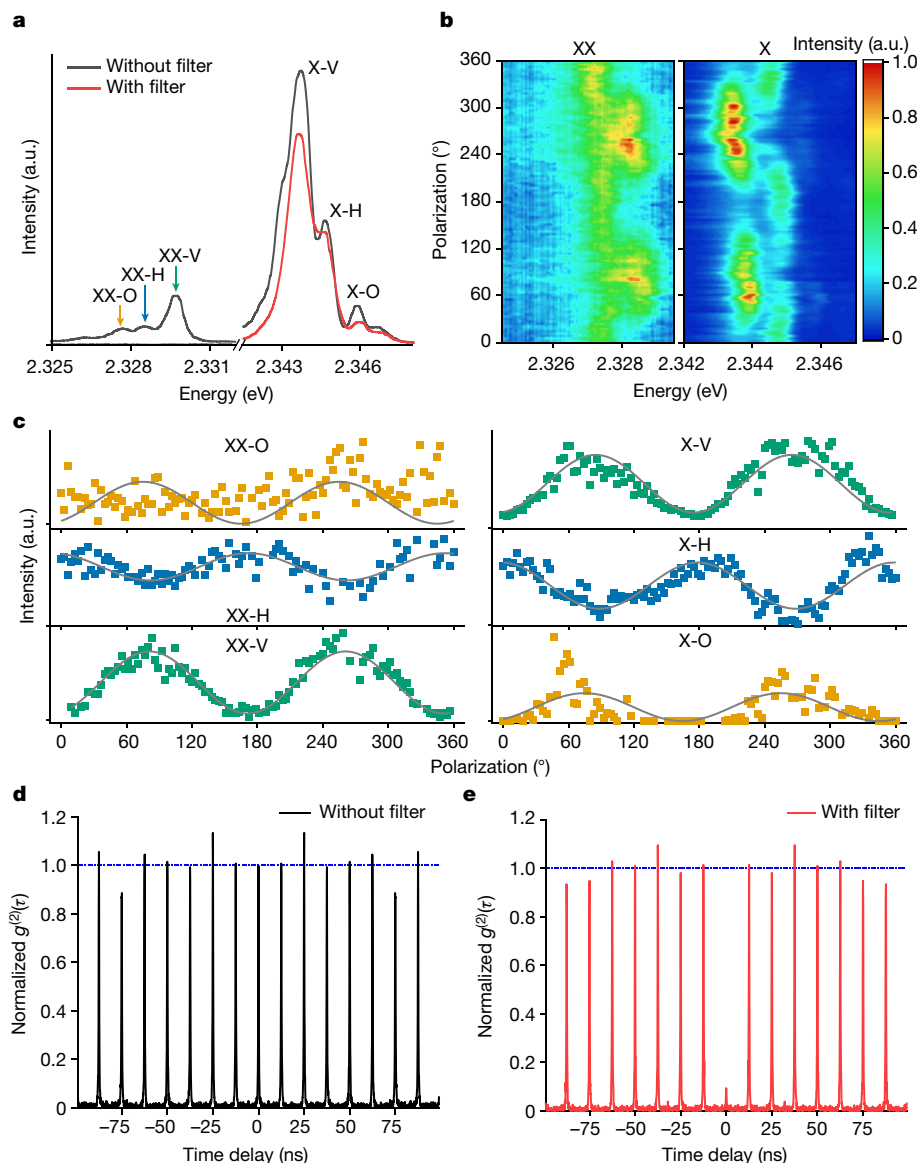 a
Without filter
With filter
X-V
X-H
X-O
XX-V
XX-H
XX-O
Intensity (a.u.)
2.325 2.328 2.331 2.343 2.346
Energy (eV)
b
XX X Intensity (a.u.)
Polarization (°)
360
300
240
180
120
60
0
1.0
0.8
0.6
0.4
0.2
0
2.326 2.328 2.342 2.344 2.346
Energy (eV)
c
XX-O
XX-H
XX-V
X-V
X-H
X-O
Intensity (a.u.)
0 60 120 180 240 300 360
0 60 120 180 240 300 360
Polarization (°)
d
Without filter
Normalized g(2)(τ)
1.2
1.0
0.8
0.6
0.4
0.2
0
−75 −50 −25 0 25 50 75
Time delay (ns)
e
With filter
Normalized g(2)(τ)
1.2
1.0
0.8
0.6
0.4
0.2
0
−75 −50 −25 0 25 50 75
Time delay (ns)